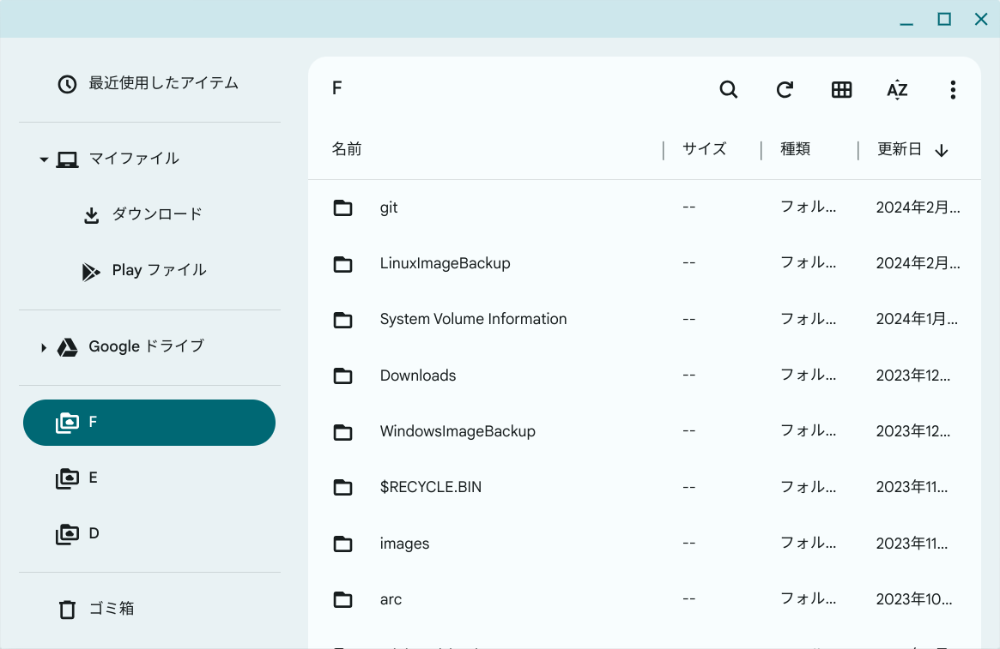 最近使用したアイテム
マイファイル
ダウンロード
Play ファイル
Google ドライブ
F
E
D
ゴミ箱
F
AZ
名前 サイズ 種類 更新日
git -- フォル... 2024年2月...
LinuxImageBackup -- フォル... 2024年2月...
System Volume Information -- フォル... 2024年1月...
Downloads -- フォル... 2023年12...
WindowsImageBackup -- フォル... 2023年12...
$RECYCLE.BIN -- フォル... 2023年11...
images -- フォル... 2023年11...
arc -- フォル... 2023年10...